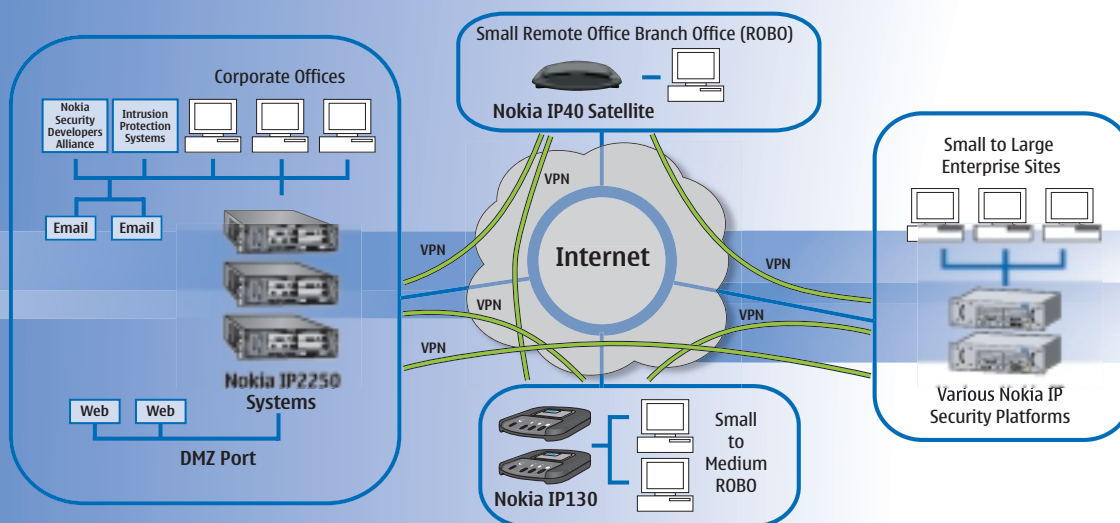 Corporate Offices
Nokia
Security
Developers
Alliance
Intrusion
Protection
Systems
Email
Email
Nokia IP2250
Systems
Web
Web
DMZ Port
Small Remote Office Branch Office (ROBO)
Nokia IP40 Satellite
VPN
VPN
VPN
Internet
VPN
VPN
VPN
VPN
Nokia IP130
Small
to
Medium
ROBO
Small to Large
Enterprise Sites
Various Nokia IP
Security Platforms